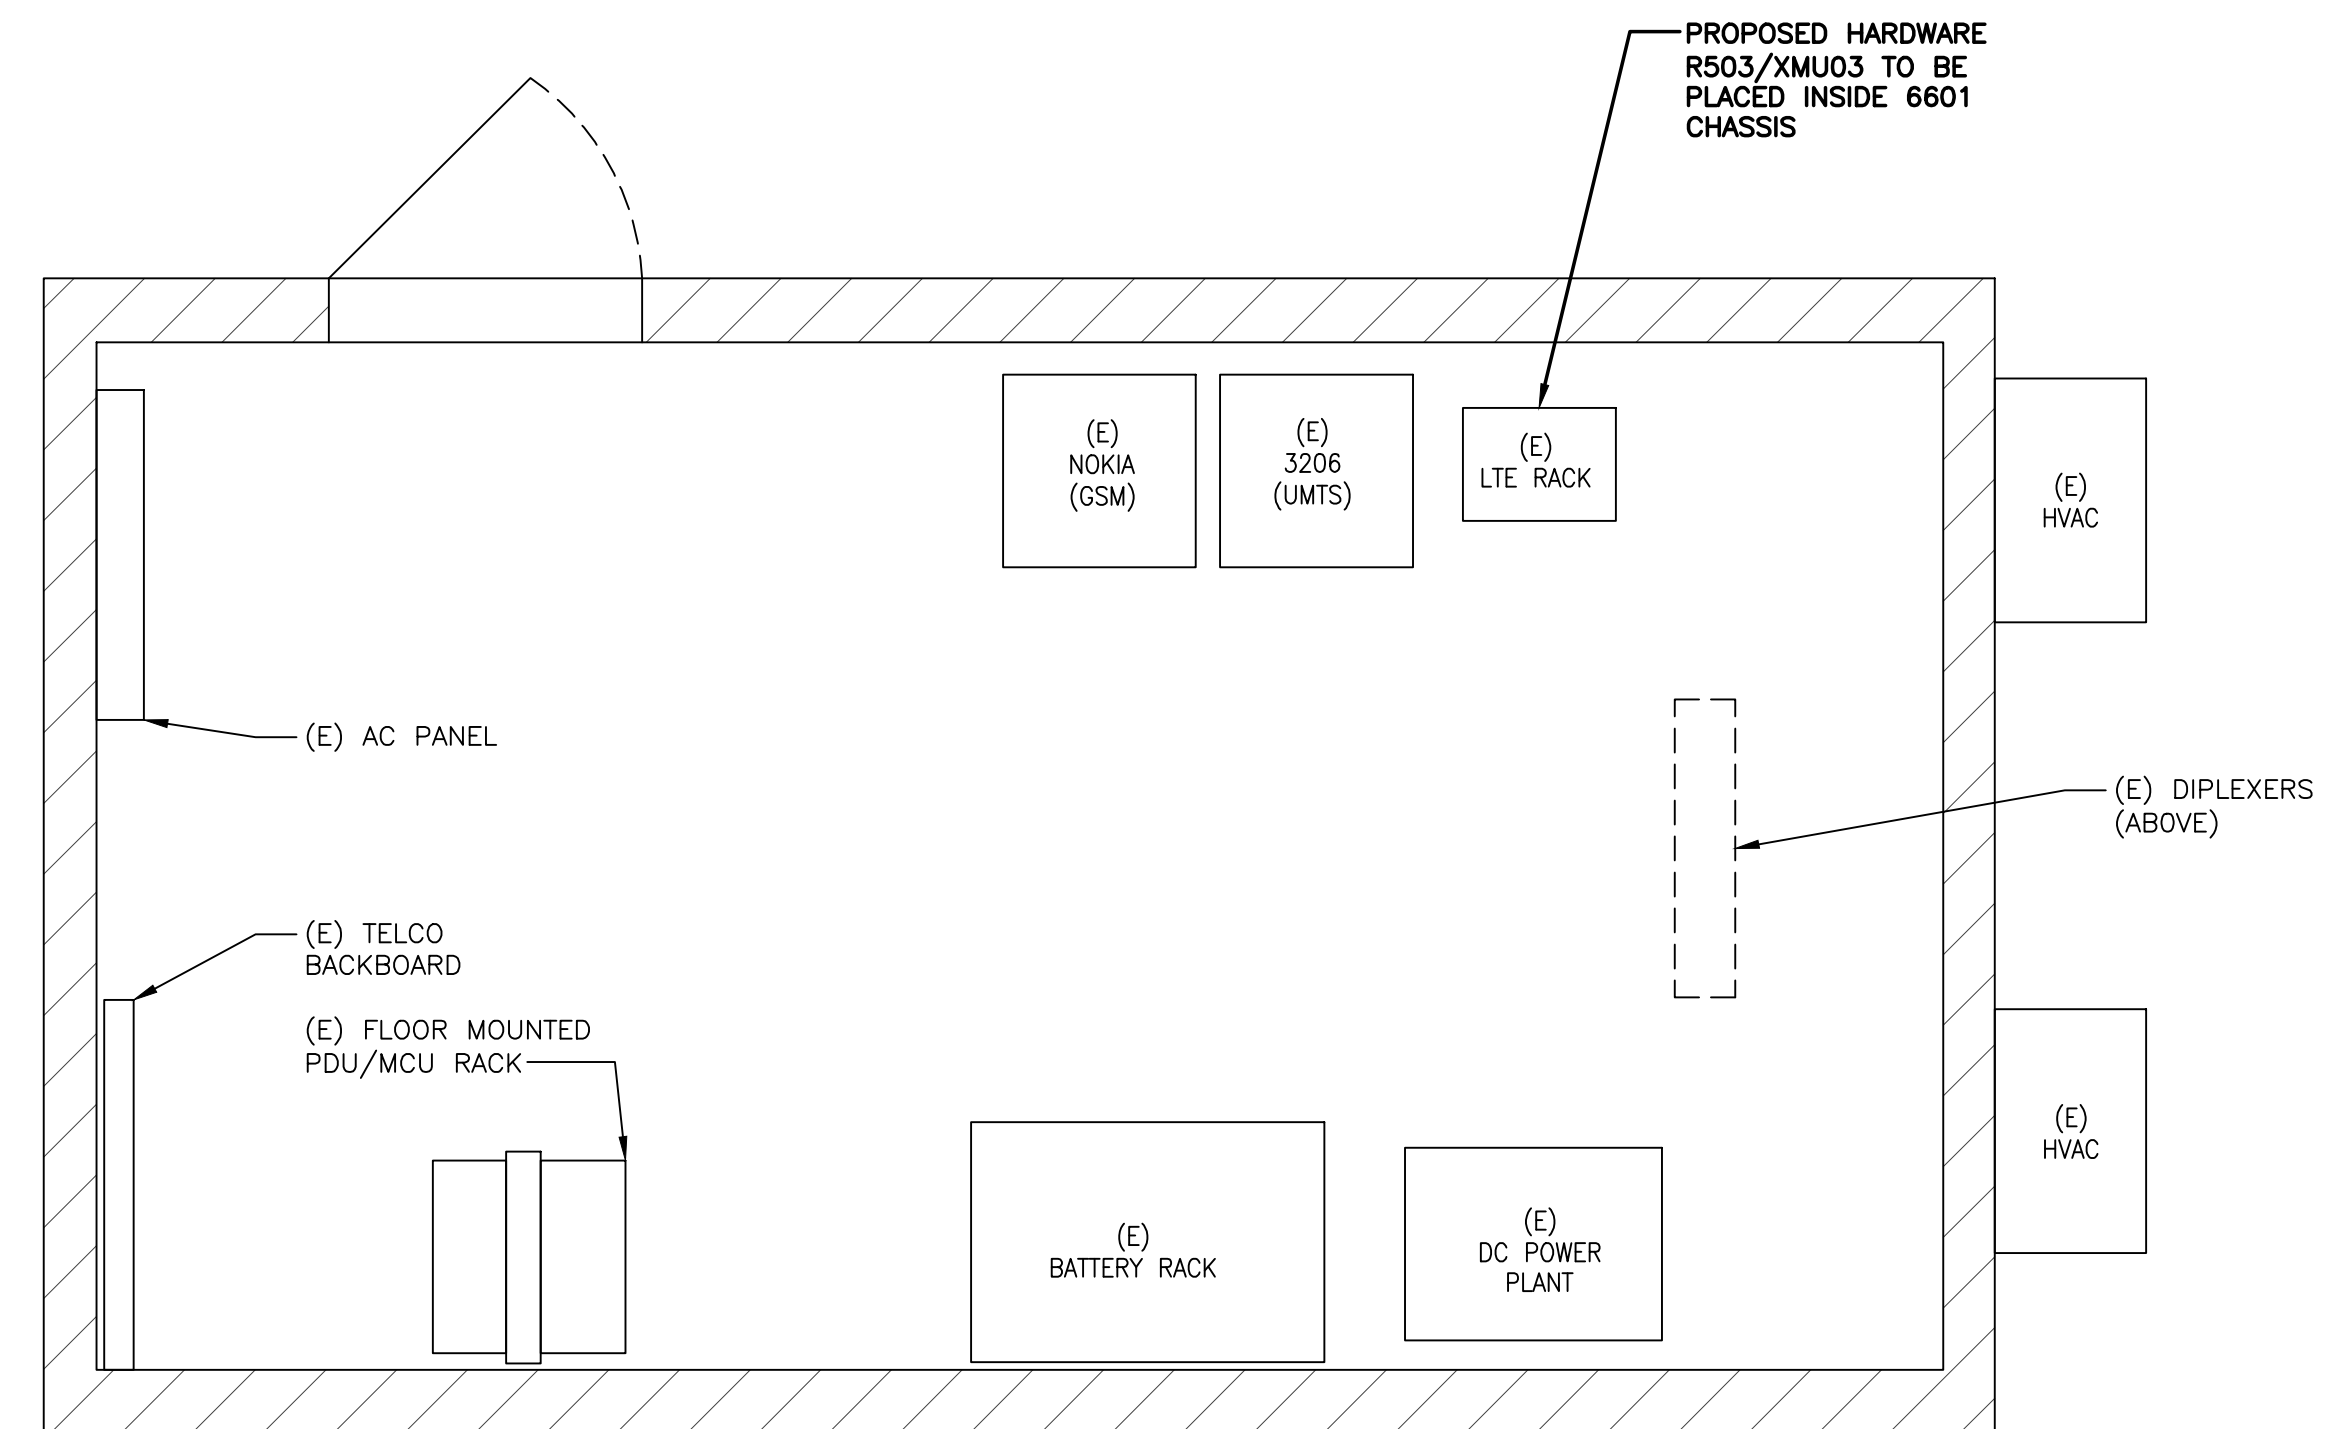 PROPOSED HARDWARE
R503/XMU03 TO BE
PLACED INSIDE 6601
CHASSIS
(E)
NOKIA
(GSM)
(E)
3206
(UMTS)
(E)
LTE RACK
(E)
HVAC
(E) AC PANEL
(E) DIPLEXERS
(ABOVE)
(E) TELCO
BACKBOARD
(E) FLOOR MOUNTED
PDU/MCU RACK
(E)
BATTERY RACK
(E)
DC POWER
PLANT
(E)
HVAC